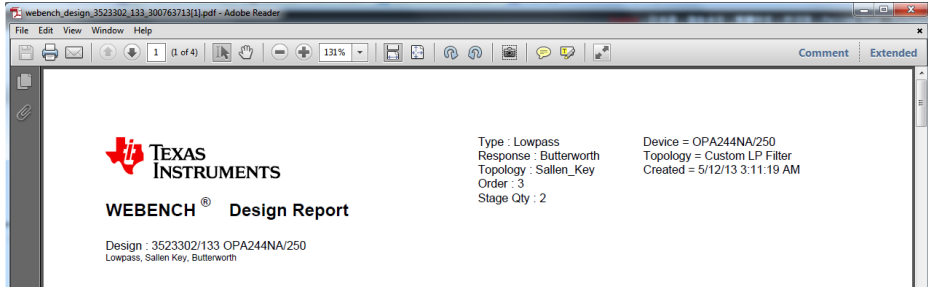 webench_design_3523302_133_300763713[1].pdf - Adobe Reader
File Edit View Window Help
1 (1 of 4) 131% Comment Extended
TEXAS
INSTRUMENTS
WEBENCH ® Design Report
Design : 3523302/133 OPA244NA/250
Lowpass, Sallen Key, Butterworth
Type : Lowpass
Response : Butterworth
Topology : Sallen_Key
Order : 3
Stage Qty : 2
Device = OPA244NA/250
Topology = Custom LP Filter
Created = 5/12/13 3:11:19 AM